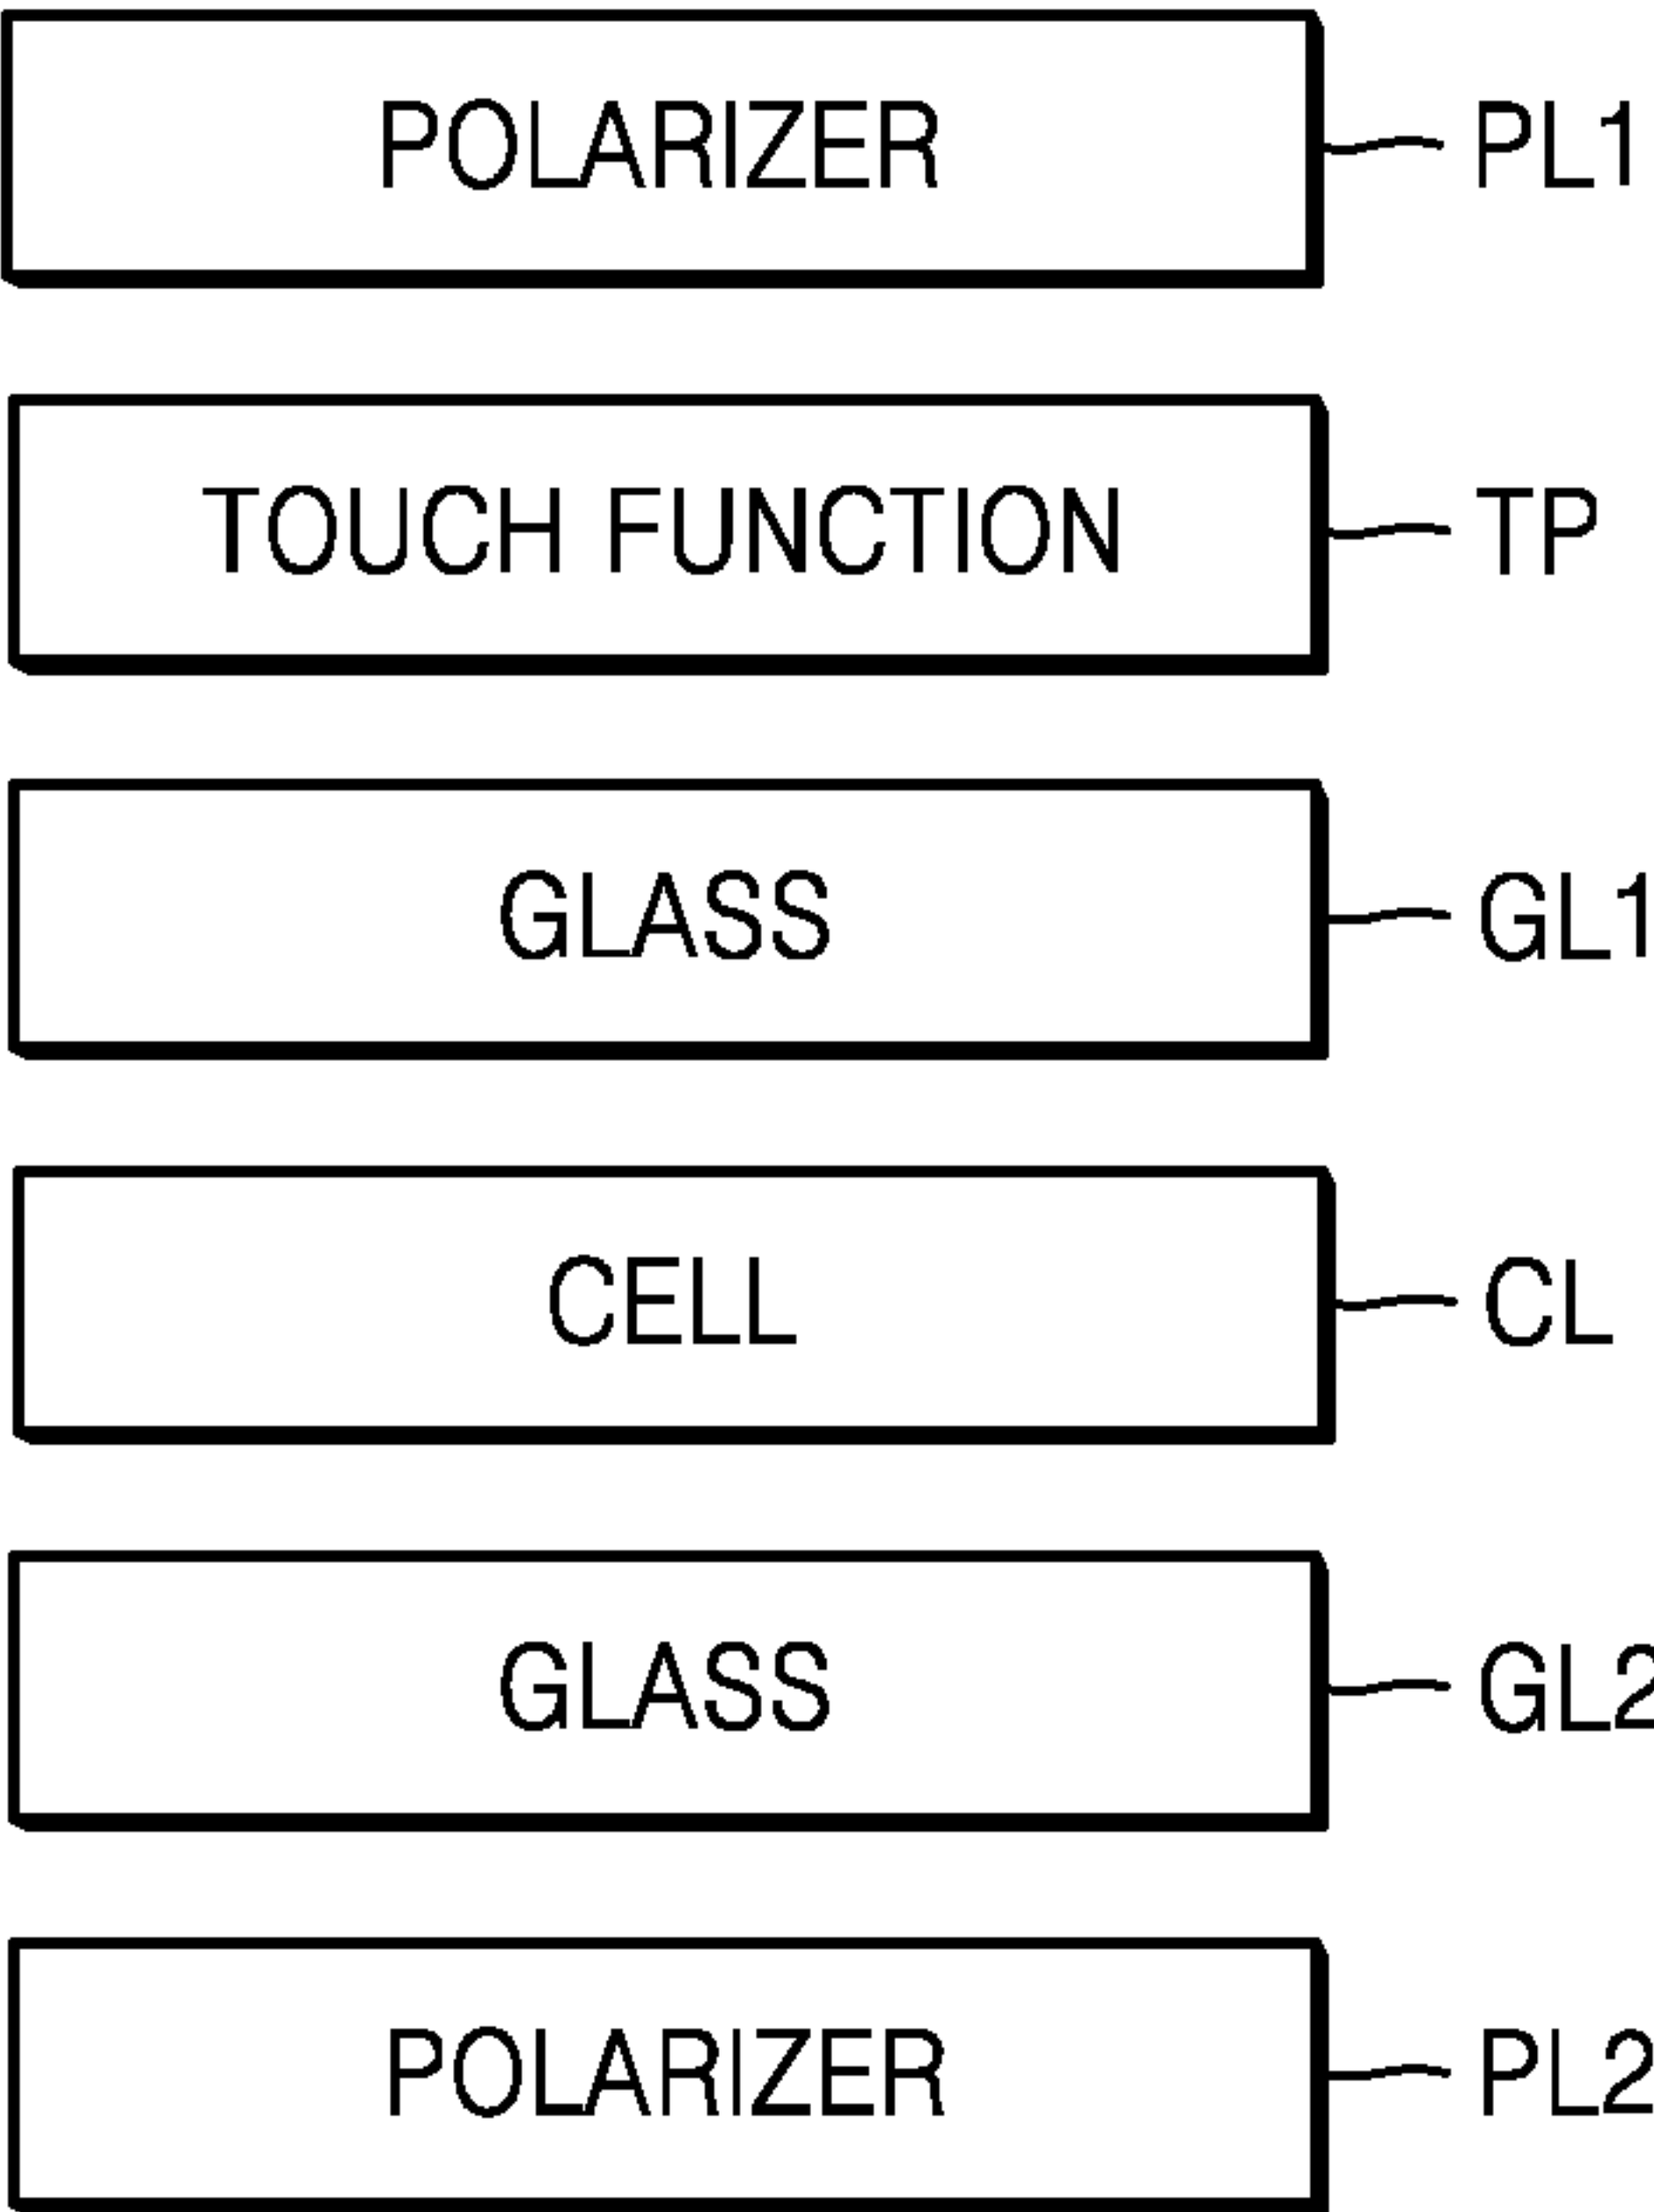 POLARIZER PL1
TOUCH FUNCTION TP
GLASS GL1
CELL CL
GLASS GL2
POLARIZER PL2